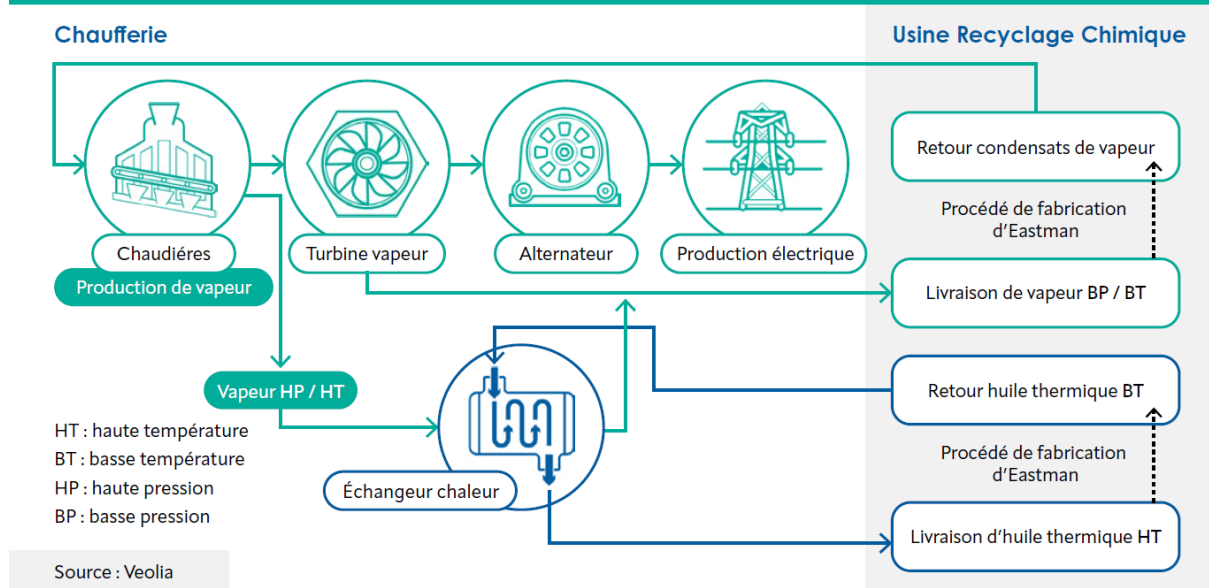 Chaufferie
Usine Recyclage Chimique
Chaudiéres
Production de vapeur
Turbine vapeur
Alternateur
Production électrique
Retour condensats de vapeur
Procédé de fabrication
d'Eastman
Livraison de vapeur BP / BT
Vapeur HP / HT
Échangeur chaleur
Retour huile thermique BT
Procédé de fabrication
d'Eastman
Livraison d'huile thermique HT
HT : haute température
BT : basse température
HP : haute pression
BP : basse pression
Source : Veolia